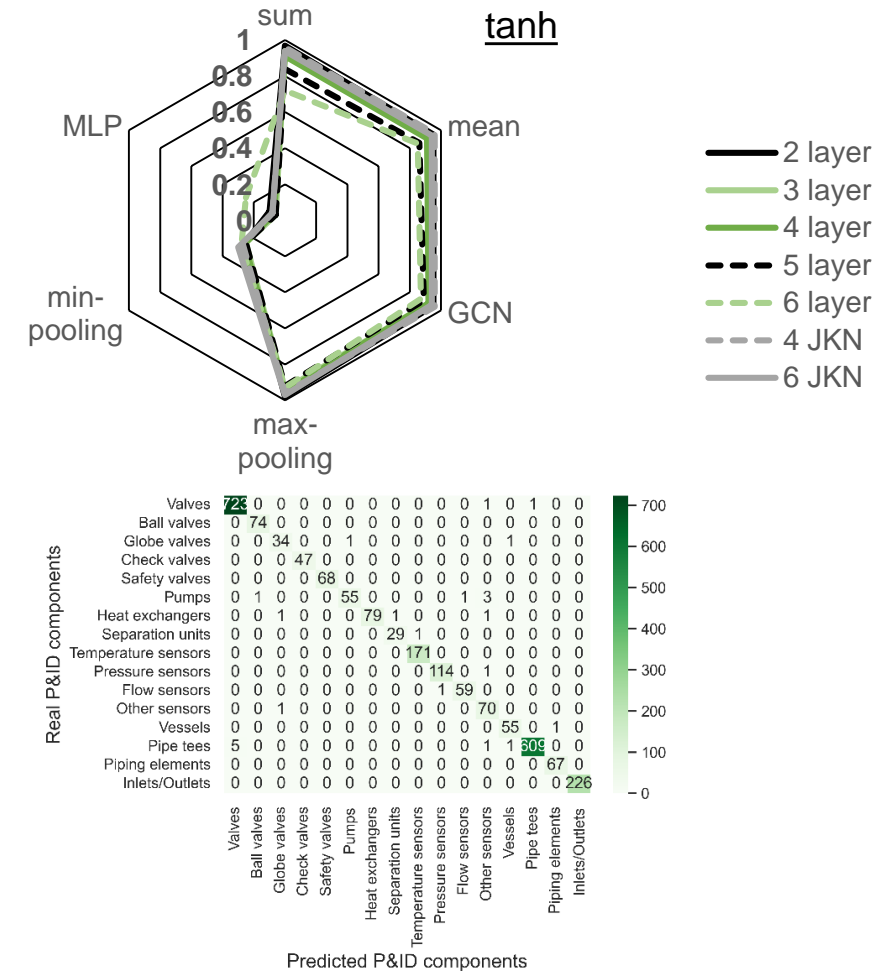 sum
tanh
1
0.8
0.6
0.4
0.2
0
MLP
mean
min-
pooling
GCN
max-
pooling
2 layer
3 layer
4 layer
5 layer
6 layer
4 JKN
6 JKN
Real P&ID components
Valves 723 0 0 0 0 0 0 0 0 0 0 1 0 1 0 0
Ball valves 0 74 0 0 0 0 0 0 0 0 0 0 0 0 0 0
Globe valves 0 0 34 0 0 1 0 0 0 0 0 0 1 0 0 0
Check valves 0 0 0 47 0 0 0 0 0 0 0 0 0 0 0 0
Safety valves 0 0 0 0 68 0 0 0 0 0 0 0 0 0 0 0
Pumps 0 1 0 0 0 55 0 0 0 0 1 3 0 0 0 0
Heat exchangers 0 0 1 0 0 0 79 1 0 0 0 1 0 0 0 0
Separation units 0 0 0 0 0 0 0 29 1 0 0 0 0 0 0 0
Temperature sensors 0 0 0 0 0 0 0 0 171 0 0 0 0 0 0 0
Pressure sensors 0 0 0 0 0 0 0 0 0 114 0 1 0 0 0 0
Flow sensors 0 0 0 0 0 0 0 0 0 1 59 0 0 0 0 0
Other sensors 0 0 1 0 0 0 0 0 0 0 0 70 0 0 0 0
Vessels 0 0 0 0 0 0 0 0 0 0 0 0 55 0 1 0
Pipe tees 5 0 0 0 0 0 0 0 0 0 0 1 1 609 0 0
Piping elements 0 0 0 0 0 0 0 0 0 0 0 0 0 0 67 0
Inlets/Outlets 0 0 0 0 0 0 0 0 0 0 0 0 0 0 0 226
700
600
500
400
300
200
100
0
Valves
Ball valves
Globe valves
Check valves
Safety valves
Pumps
Heat exchangers
Separation units
Temperature sensors
Pressure sensors
Flow sensors
Other sensors
Vessels
Pipe tees
Piping elements
Inlets/Outlets
Predicted P&ID components